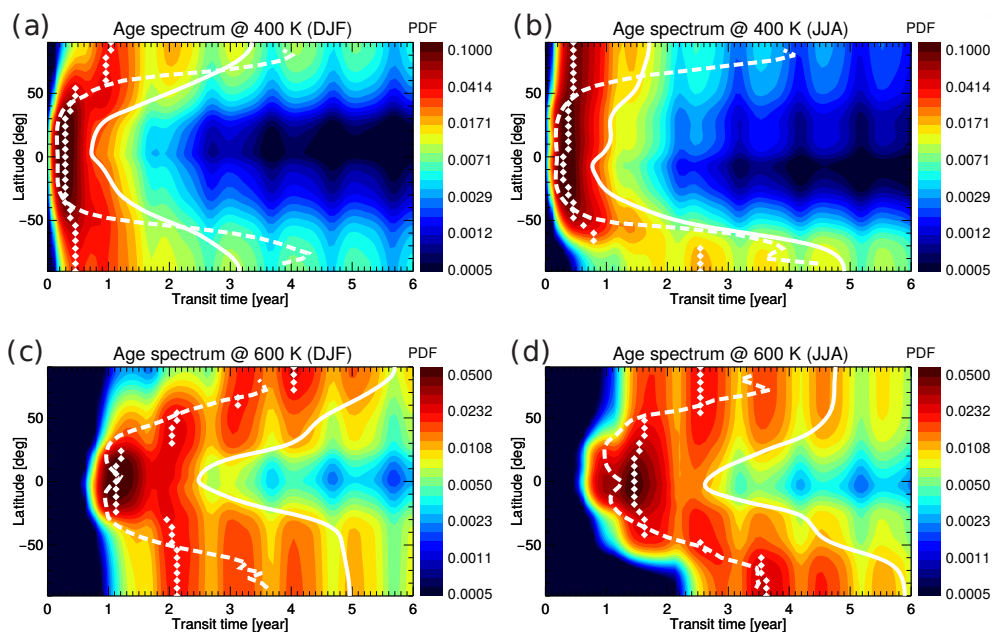 (a)
Age spectrum @ 400 K (DJF)
PDF
Latitude [deg]
50
0
−50
0 1 2 3 4 5 6
Transit time [year]
0.1000
0.0414
0.0171
0.0071
0.0029
0.0012
0.0005
(b)
Age spectrum @ 400 K (JJA)
PDF
Latitude [deg]
50
0
−50
0 1 2 3 4 5 6
Transit time [year]
0.1000
0.0414
0.0171
0.0071
0.0029
0.0012
0.0005
(c)
Age spectrum @ 600 K (DJF)
PDF
Latitude [deg]
50
0
−50
0 1 2 3 4 5 6
Transit time [year]
0.0500
0.0232
0.0108
0.0050
0.0023
0.0011
0.0005
(d)
Age spectrum @ 600 K (JJA)
PDF
Latitude [deg]
50
0
−50
0 1 2 3 4 5 6
Transit time [year]
0.0500
0.0232
0.0108
0.0050
0.0023
0.0011
0.0005